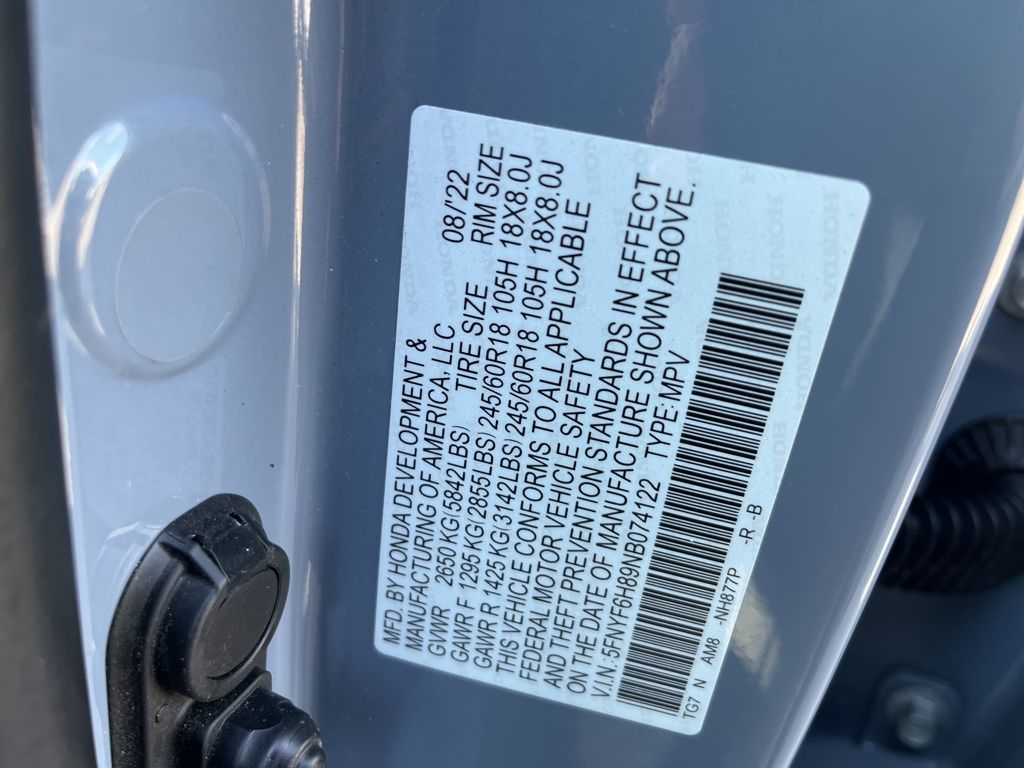 MFD. BY HONDA DEVELOPMENT &
MANUFACTURING OF AMERICA, LLC 08/'22
GVWR 2650 KG(5842LBS) TIRE SIZE RIM SIZE
GAWR F 1295 KG(2855LBS) 245/60R18 105H 18X8.0J
GAWR R 1425 KG(3142LBS) 245/60R18 105H 18X8.0J
THIS VEHICLE CONFORMS TO ALL APPLICABLE
FEDERAL MOTOR VEHICLE SAFETY
AND THEFT PREVENTION STANDARDS IN EFFECT
ON THE DATE OF MANUFACTURE SHOWN ABOVE.
V.I.N.:5FNYF6H89NB074122 TYPE:MPV
TG7 N AM8 -NH877P -R -B